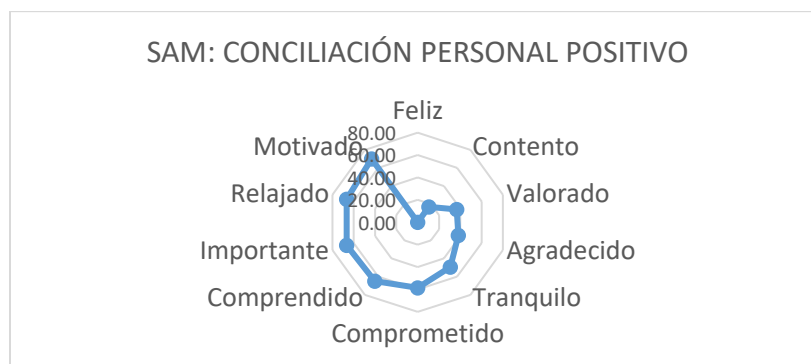 SAM: CONCILIACIÓN PERSONAL POSITIVO
Feliz
80.00
Motivado
Contento
60.00
40.00
Relajado
Valorado
20.00
0.00
Importante
Agradecido
Comprendido
Tranquilo
Comprometido